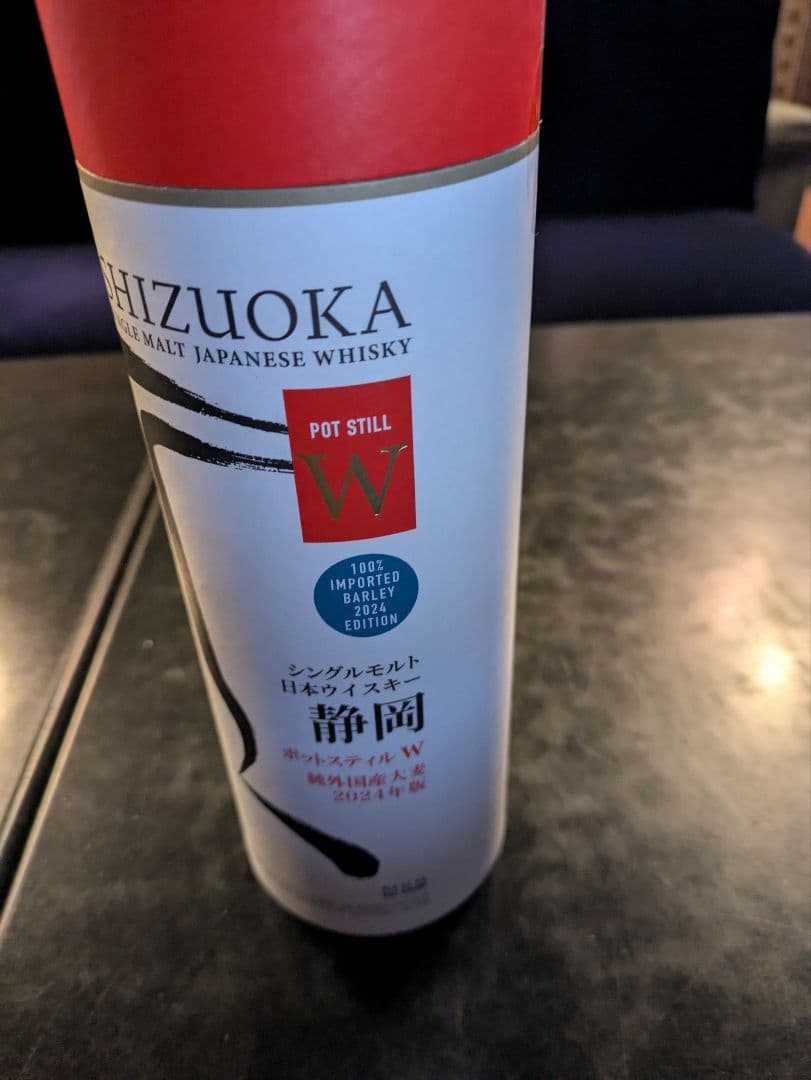 SHIZUOKA
SINGLE MALT JAPANESE WHISKY
POT STILL
W
100%
IMPORTED
BARLEY
2024
EDITION
シングルモルト
日本ウイスキー
静岡
ポットスティル W
純外国産大麦
2024年版